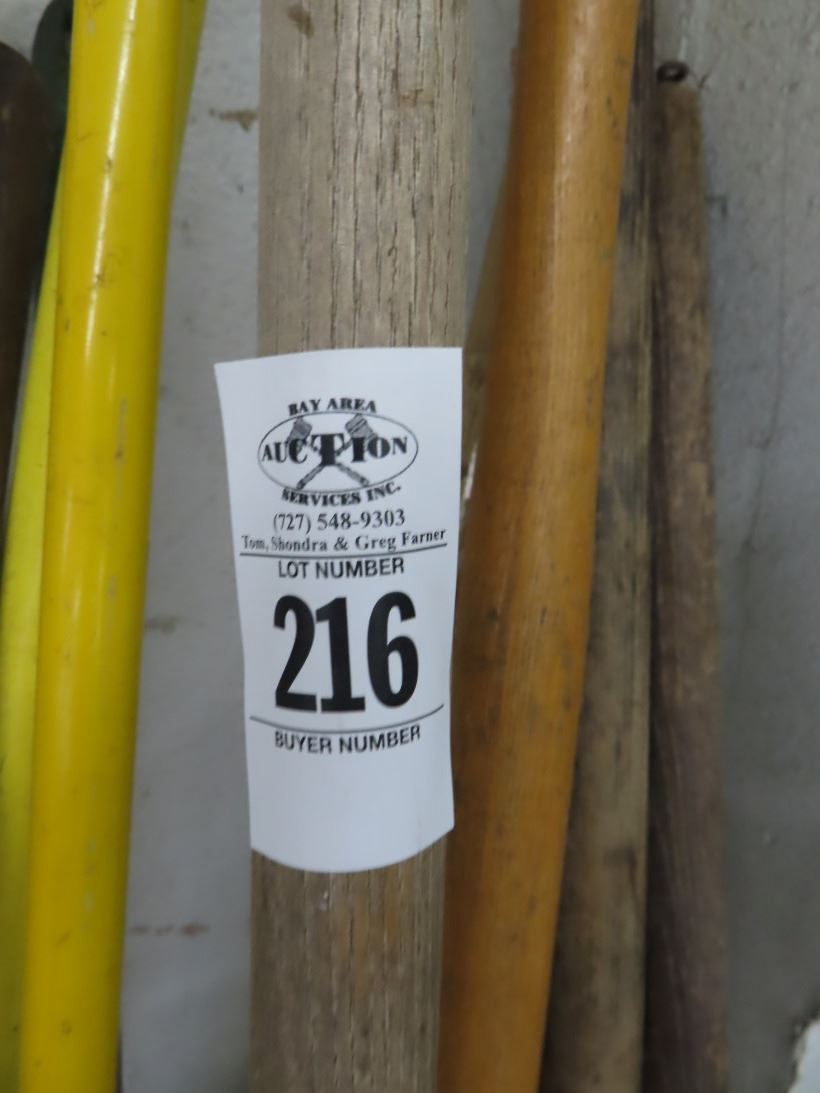 BAY AREA
AUCTION
SERVICES INC.
(727) 548-9303
Tom, Shondra & Greg Farner
LOT NUMBER
216
BUYER NUMBER